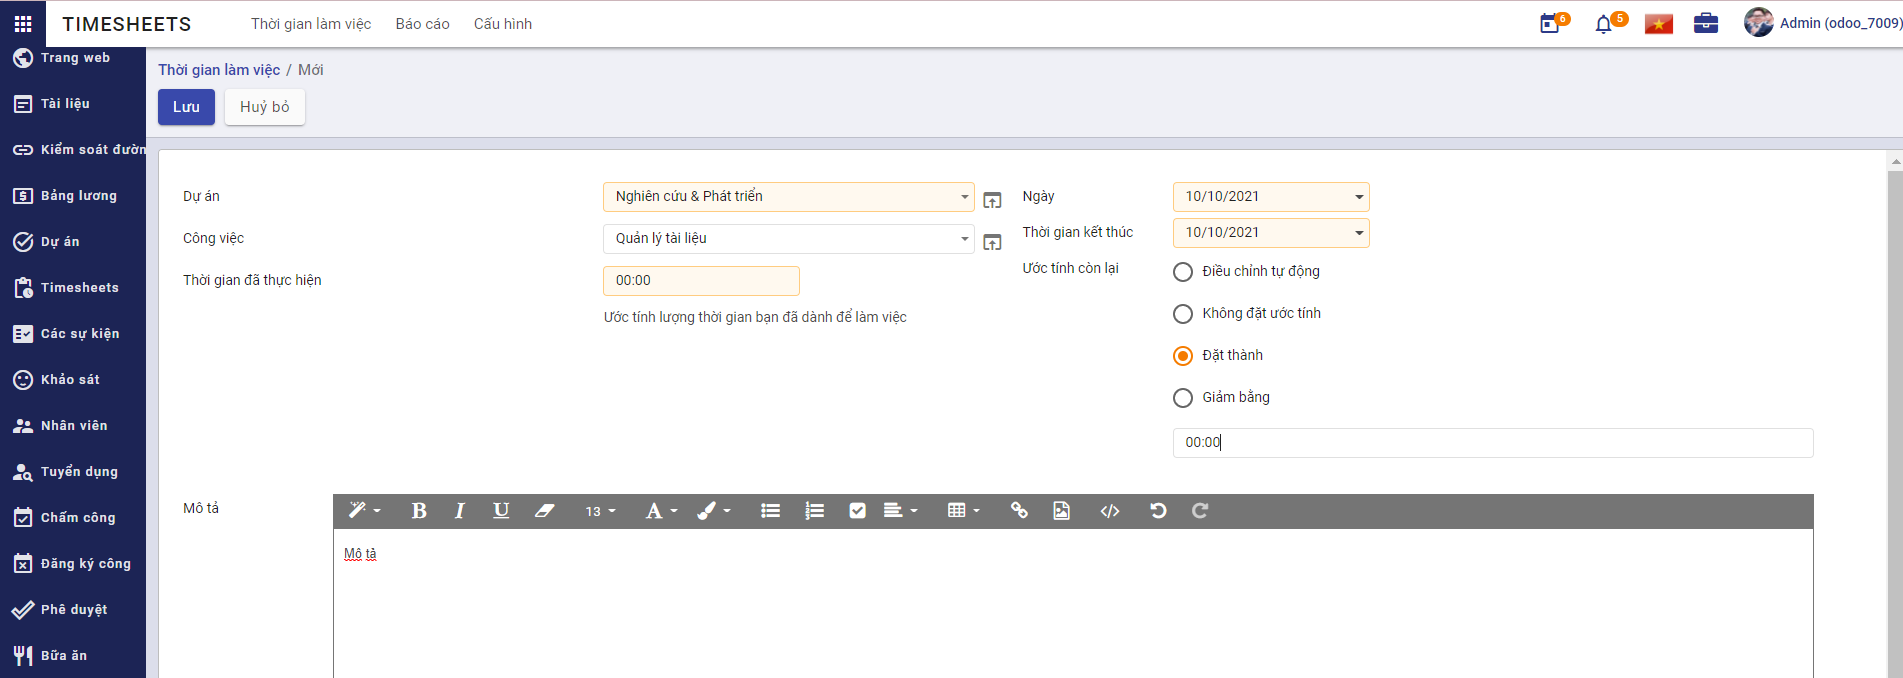 TIMESHEETS
Thời gian làm việc Báo cáo Cấu hình
6 5 Admin (odoo_7009)
Trang web
Tài liệu
Kiểm soát đườn
Bảng lương
Dự án
Timesheets
Các sự kiện
Khảo sát
Nhân viên
Tuyển dụng
Chấm công
Đăng ký công
Phê duyệt
Bữa ăn
Thời gian làm việc / Mới
Lưu Huỷ bỏ
Dự án Nghiên cứu & Phát triển
Công việc Quản lý tài liệu
Thời gian đã thực hiện 00:00
Ước tính lượng thời gian bạn đã dành để làm việc
Ngày 10/10/2021
Thời gian kết thúc 10/10/2021
Ước tính còn lại Điều chỉnh tự động
Không đặt ước tính
Đặt thành
Giảm bằng
00:00
Mô tả B I U 13 A
Mô tả